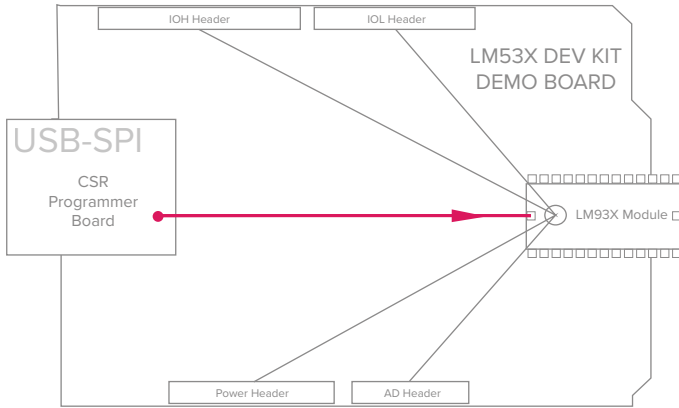 IOH Header
IOL Header
LM53X DEV KIT
DEMO BOARD
USB-SPI
CSR
Programmer
Board
LM93X Module
Power Header
AD Header